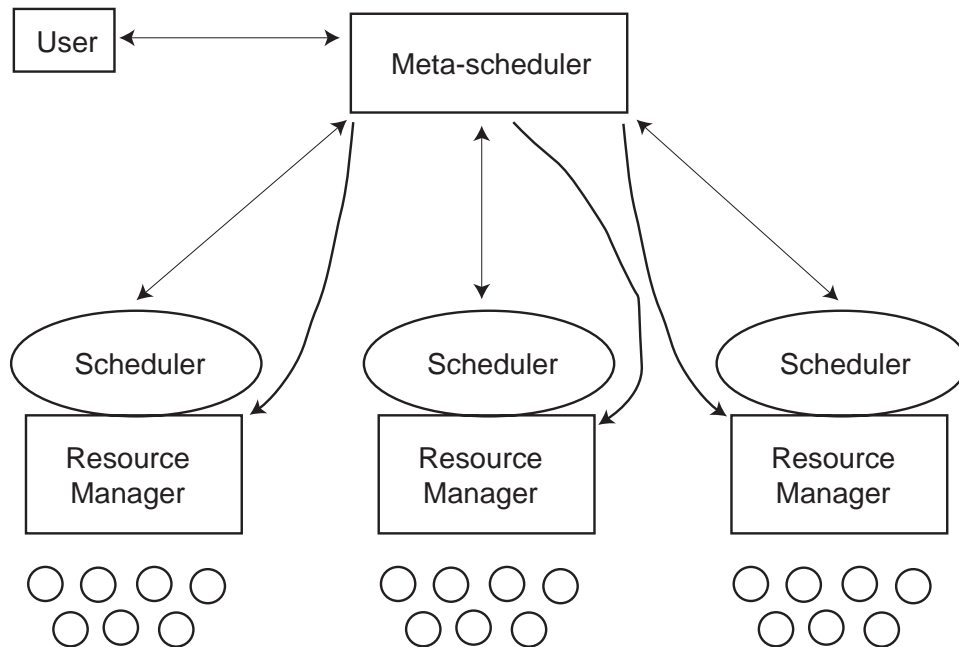 User
Meta-scheduler
Scheduler
Scheduler
Scheduler
Resource
Manager
Resource
Manager
Resource
Manager